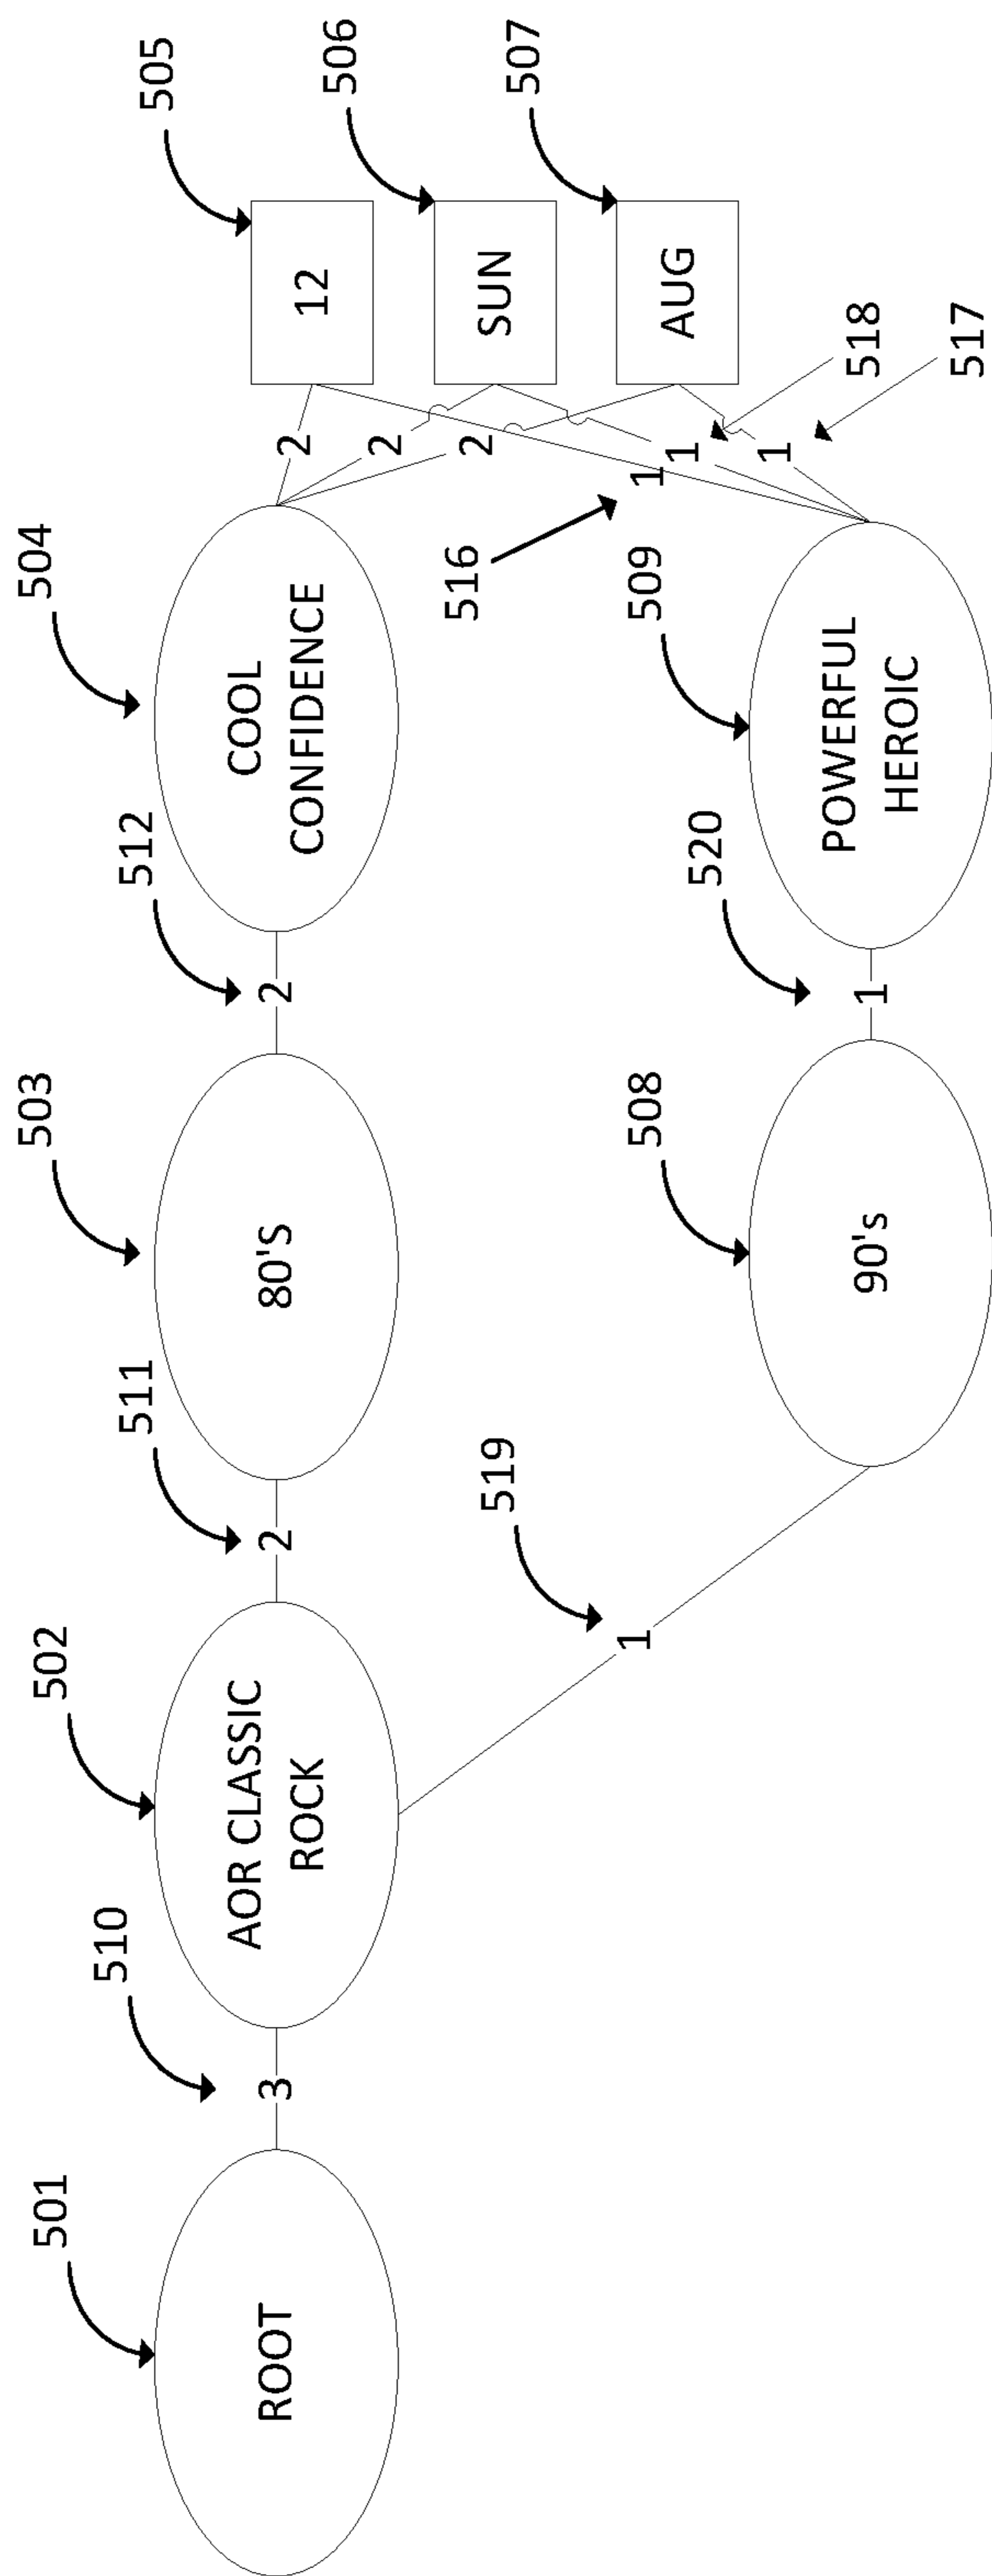 501
ROOT
510
3
502
AOR CLASSIC
ROCK
511
2
503
80'S
512
2
504
COOL
CONFIDENCE
2
2
2
505
12
506
SUN
507
AUG
519
1
508
90's
520
1
509
POWERFUL
HEROIC
516
1
1
1
518
517